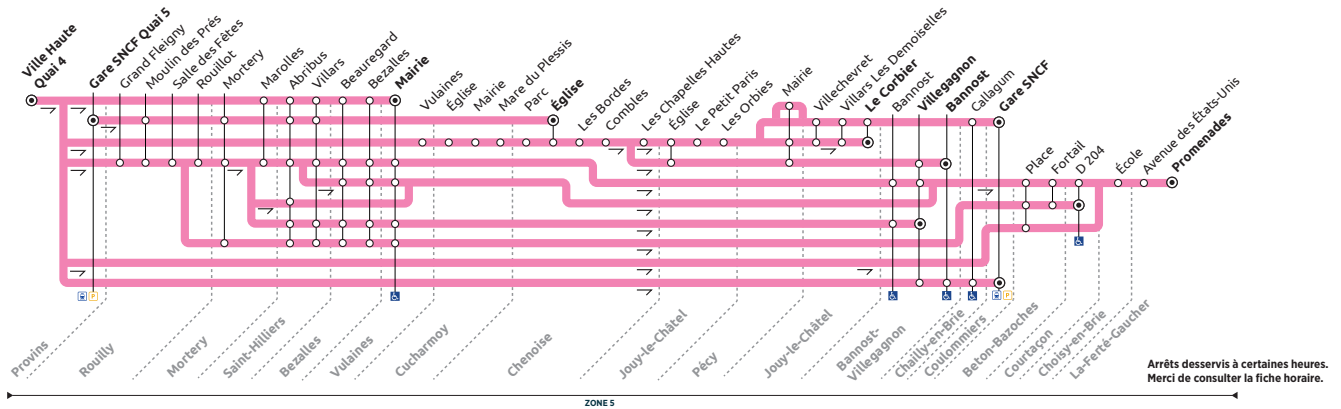 Ville Haute
Quai 4
Gare SNCF Quai 5
Grand Fleigny
Moulin des Prés
Salle des Fêtes
Rouillot
Mortery
Marolles
Abribus
Villars
Beauregard
Bezalles
Mairie
Vulaines
Église
Mairie
Mare du Plessis
Parc
Église
Les Bordes
Combles
Les Chapelles Hautes
Église
Le Petit Paris
Les Orbies
Mairie
Villechevret
Villars Les Demoiselles
Le Corbier
Bannost
Villegagnon
Bannost
Callagum
Gare SNCF
Place
Fortail
D 204
École
Avenue des États-Unis
Promenades
P
P
Provins
Rouilly
Mortery
Saint-Hilliers
Bezalles
Vulaines
Cucharmoy
Chenoise
Jouy-le-Châtel
Pécy
Jouy-le-Châtel
Bannost-
Villegagnon
Chailly-en-Brie
Coulommiers
Beton-Bazoches
Courtaçon
Choisy-en-Brie
La-Ferté-Gaucher
Arrêts desservis à certaines heures.
Merci de consulter la fiche horaire.
ZONE 5